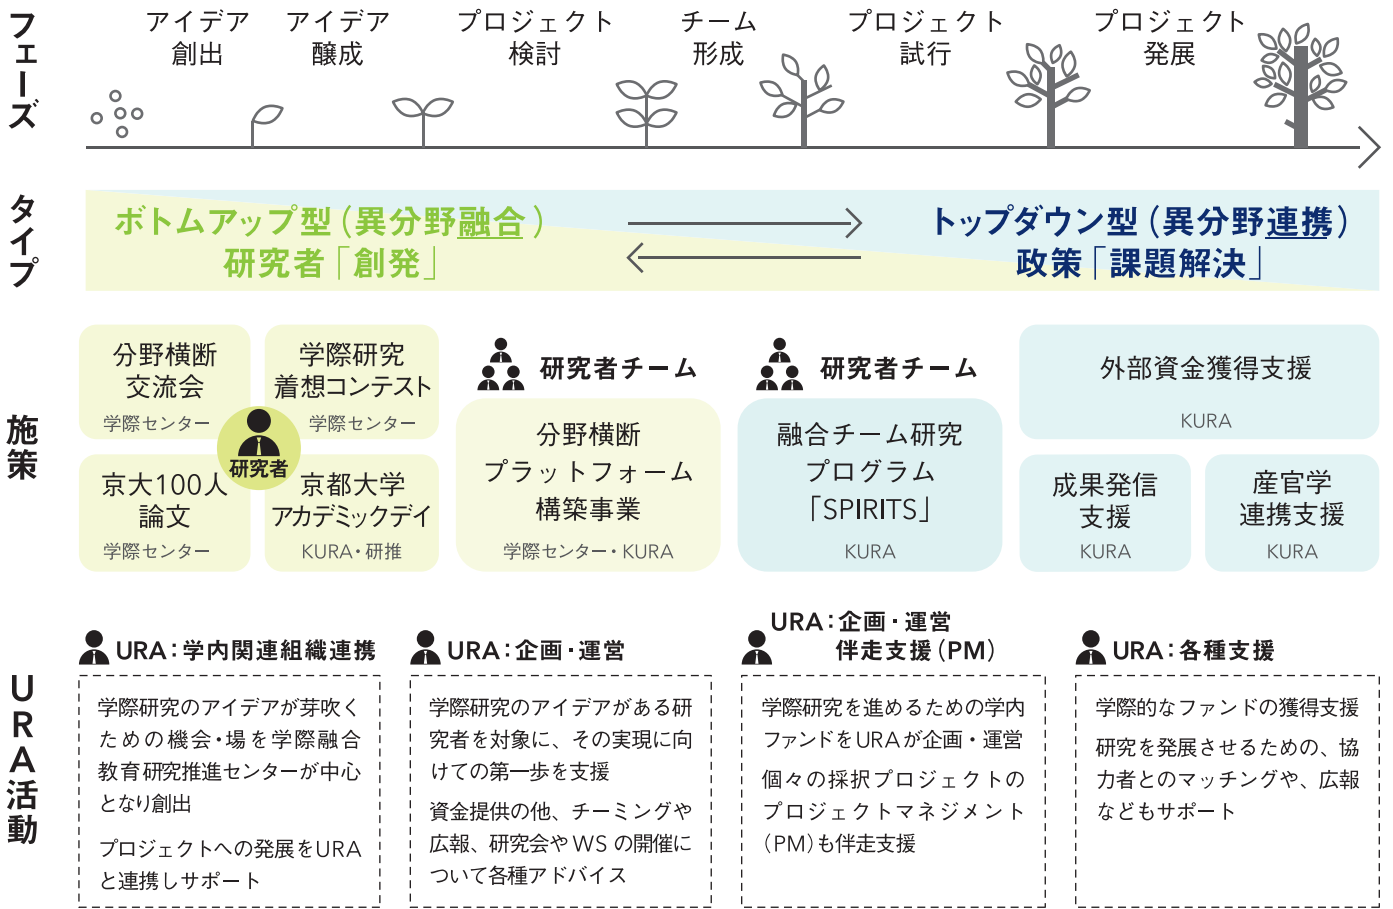 フェーズ
アイデア
創出
アイデア
醸成
プロジェクト
検討
チーム
形成
プロジェクト
試行
プロジェクト
発展
タイプ
ボトムアップ型(異分野融合)
研究者「創発」
トップダウン型(異分野連携)
政策「課題解決」
施策
分野横断
交流会
学際センター
学際研究
着想コンテスト
学際センター
研究者
京大100人
論文
学際センター
京都大学
アカデミックデイ
KURA・研推
研究者チーム
分野横断
プラットフォーム
構築事業
学際センター・KURA
研究者チーム
融合チーム研究
プログラム
「SPIRITS」
KURA
外部資金獲得支援
KURA
成果発信
支援
KURA
産官学
連携支援
KURA
URA活動
URA:学内関連組織連携
学際研究のアイデアが芽吹く
ための機会・場を学際融合
教育研究推進センターが中心
となり創出
プロジェクトへの発展をURA
と連携しサポート
URA:企画・運営
学際研究のアイデアがある研
究者を対象に、その実現に向
けての第一歩を支援
資金提供の他、チーミングや
広報、研究会やWSの開催に
ついて各種アドバイス
URA:企画・運営
伴走支援(PM)
学際研究を進めるための学内
ファンドをURAが企画・運営
個々の採択プロジェクトの
プロジェクトマネジメント
(PM)も伴走支援
URA:各種支援
学際的なファンドの獲得支援
研究を発展させるための、協
力者とのマッチングや、広報
などもサポート